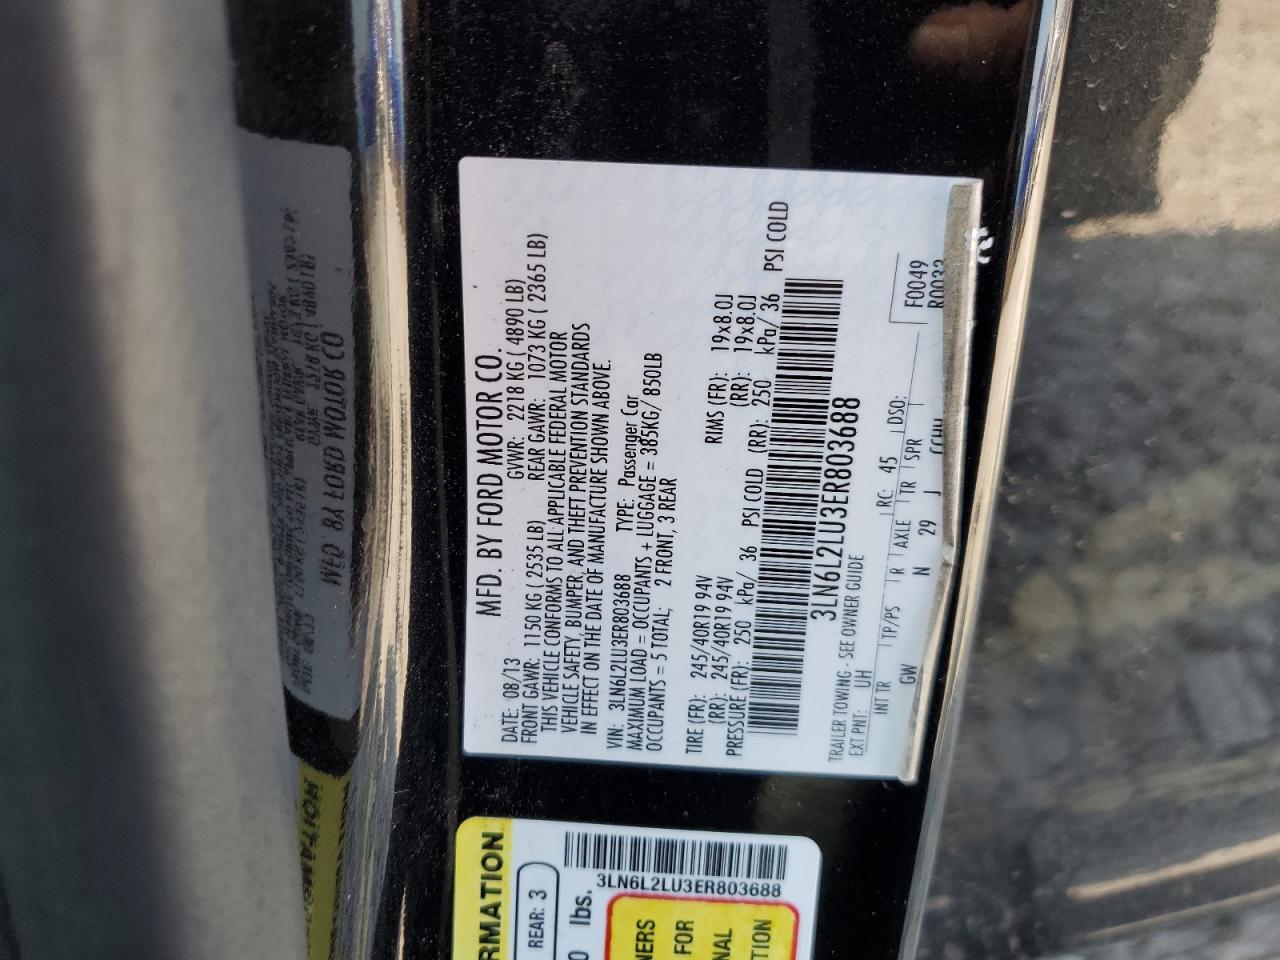 MFD. BY FORD MOTOR CO.
DATE: 08/13 GVWR: 2218 KG ( 4890 LB)
FRONT GAWR: 1150 KG ( 2535 LB) REAR GAWR: 1073 KG ( 2365 LB)
THIS VEHICLE CONFORMS TO ALL APPLICABLE FEDERAL MOTOR
VEHICLE SAFETY, BUMPER, AND THEFT PREVENTION STANDARDS
IN EFFECT ON THE DATE OF MANUFACTURE SHOWN ABOVE.
VIN: 3LN6L2LU3ER803688 TYPE: Passenger Car
MAXIMUM LOAD = OCCUPANTS + LUGGAGE = 385KG/ 850LB
OCCUPANTS = 5 TOTAL, 2 FRONT, 3 REAR
TIRE (FR): 245/40R19 94V RIMS (FR): 19x8.0J
(RR): 245/40R19 94V (RR): 19x8.0J
PRESSURE (FR): 250 kPa/ 36 PSI COLD (RR): 250 kPa/ 36 PSI COLD
3LN6L2LU3ER803688
TRAILER TOWING - SEE OWNER GUIDE
EXT PNT: UH RC: 45 DSO: F0049
INT TR TP/PS R AXLE TR SPR R0033
GW N 29 J
RMATION
REAR: 3
lbs.
3LN6L2LU3ER803688
NERS
FOR
NAL
TION